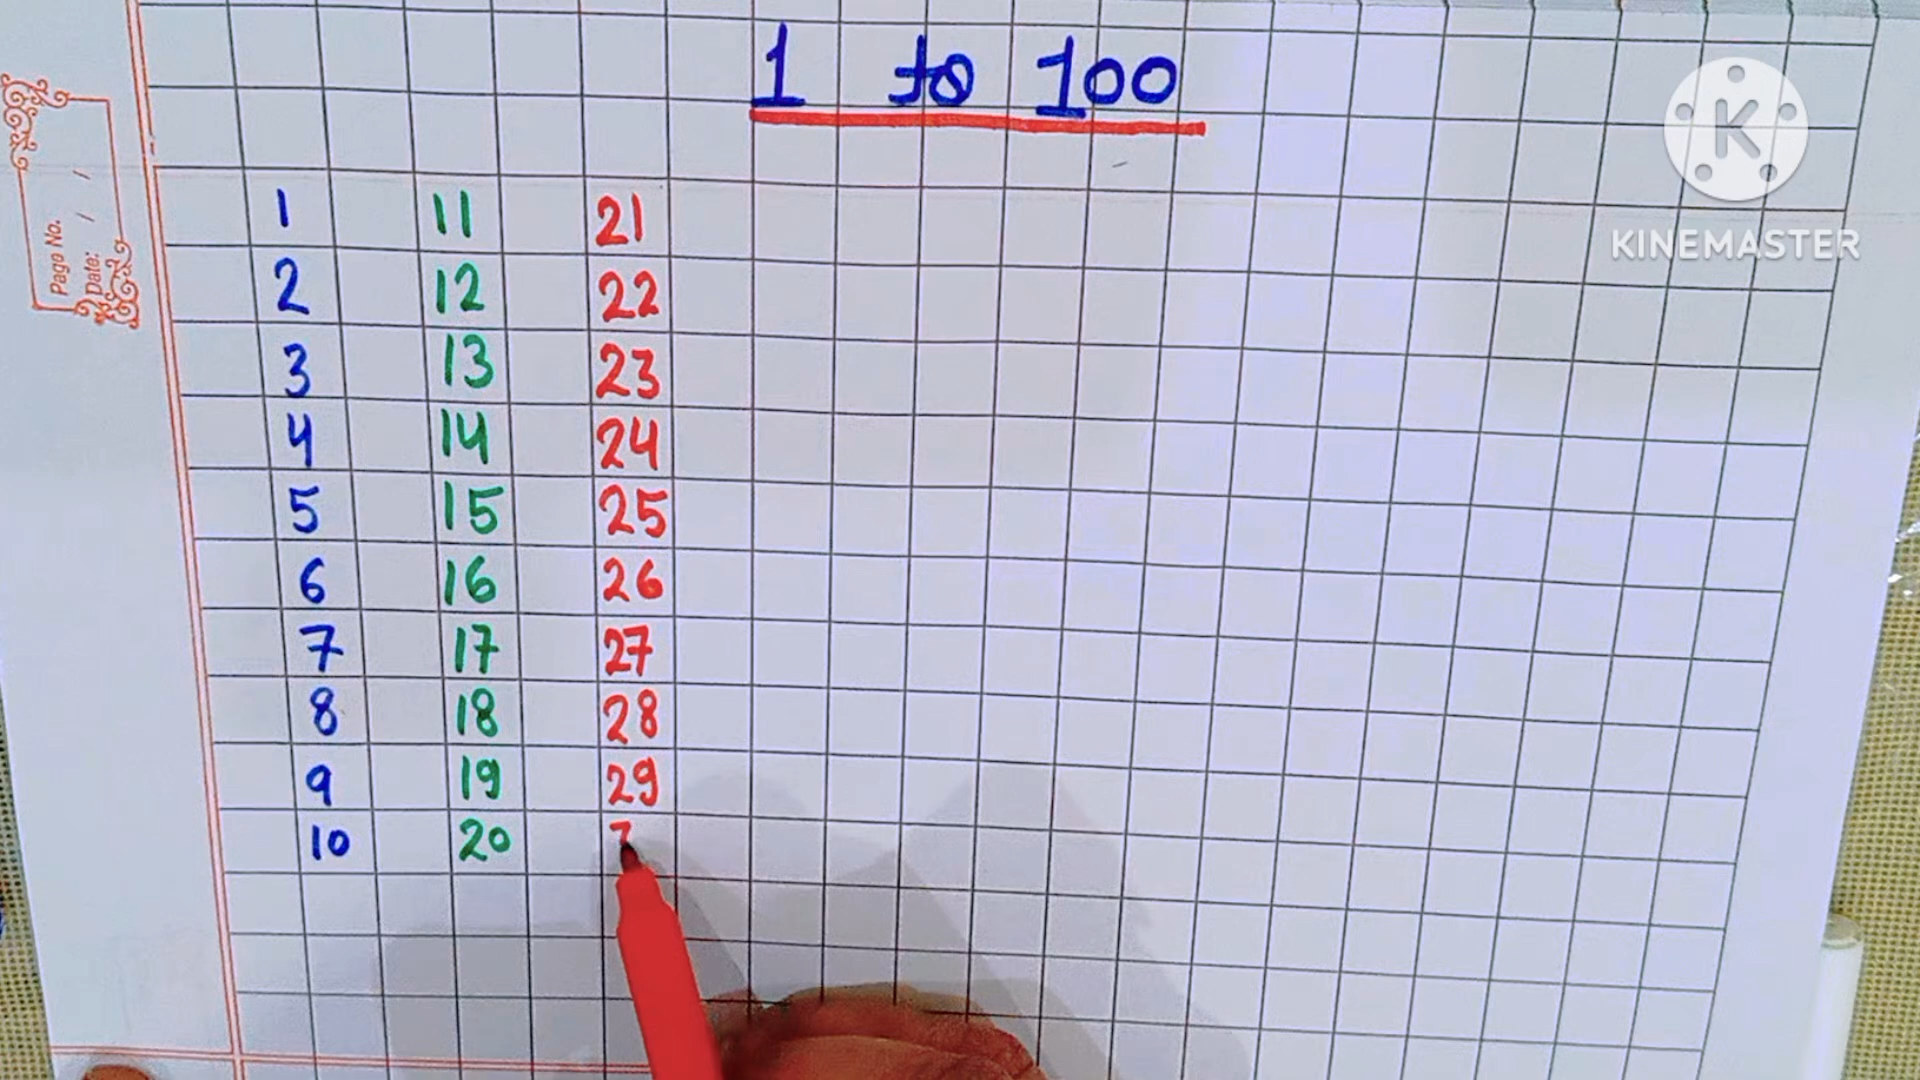 1 to 100
KINEMASTER
Page No.
Date: / /
1 11 21
2 12 22
3 13 23
4 14 24
5 15 25
6 16 26
7 17 27
8 18 28
9 19 29
10 20